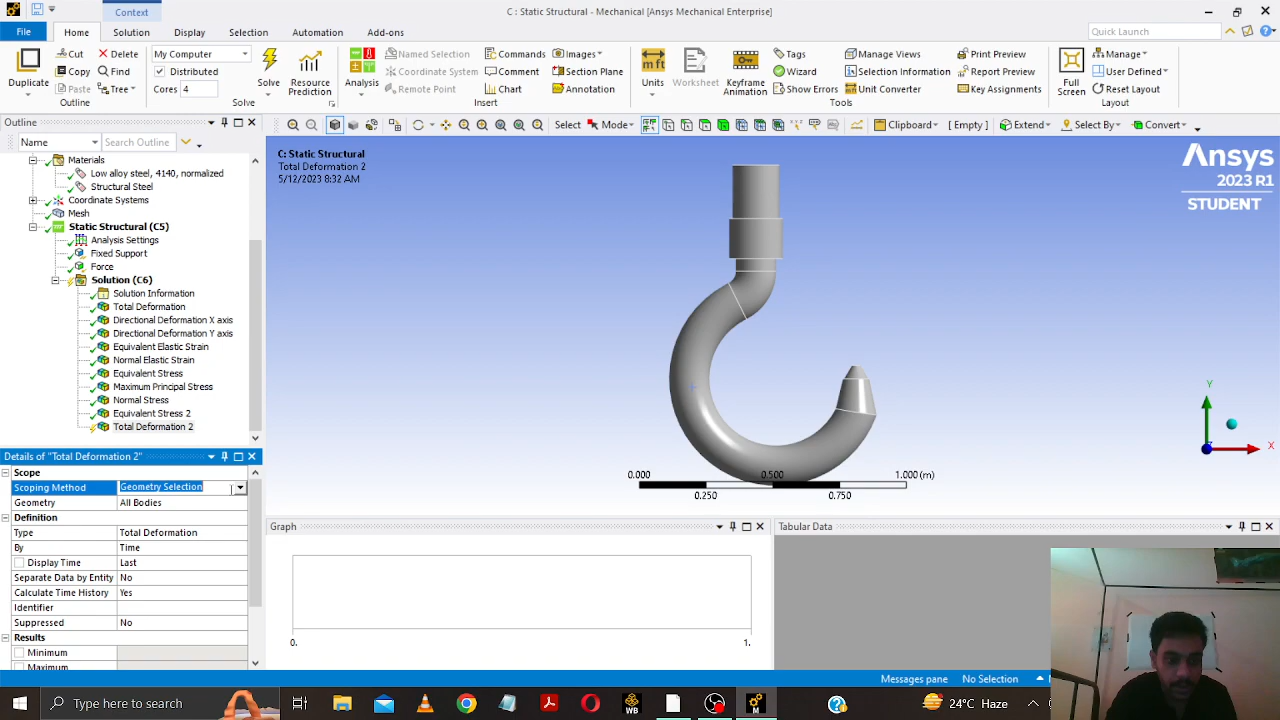 Context
C : Static Structural - Mechanical [Ansys Mechanical Enterprise]
File
Home
Solution
Display
Selection
Automation
Add-ons
Quick Launch
Duplicate
Cut
Copy
Paste
Delete
Find
Tree
Outline
My Computer
Distributed
Cores 4
Solve
Resource Prediction
Solve
Analysis
Named Selection
Coordinate System
Remote Point
Commands
Comment
Chart
Images
Section Plane
Annotation
Insert
Units
Worksheet
Keyframe Animation
Tags
Wizard
Show Errors
Manage Views
Selection Information
Unit Converter
Print Preview
Report Preview
Key Assignments
Tools
Full Screen
Manage
User Defined
Reset Layout
Layout
Outline
Name
Search Outline
Select
Mode
Clipboard
[ Empty ]
Extend
Select By
Convert
Materials
Low alloy steel, 4140, normalized
Structural Steel
Coordinate Systems
Mesh
Static Structural (C5)
Analysis Settings
Fixed Support
Force
Solution (C6)
Solution Information
Total Deformation
Directional Deformation X axis
Directional Deformation Y axis
Equivalent Elastic Strain
Normal Elastic Strain
Equivalent Stress
Maximum Principal Stress
Normal Stress
Equivalent Stress 2
Total Deformation 2
C: Static Structural
Total Deformation 2
5/12/2023 8:32 AM
Ansys
2023 R1
STUDENT
0.000 0.500 1.000 (m)
0.250 0.750
Y
X
Z
Details of "Total Deformation 2"
Scope
Scoping Method Geometry Selection
Geometry All Bodies
Definition
Type Total Deformation
By Time
Display Time Last
Separate Data by Entity No
Calculate Time History Yes
Identifier
Suppressed No
Results
Minimum
Maximum
Graph
0. 1.
Tabular Data
Messages pane
No Selection
Type here to search
WB
M
24°C Haze